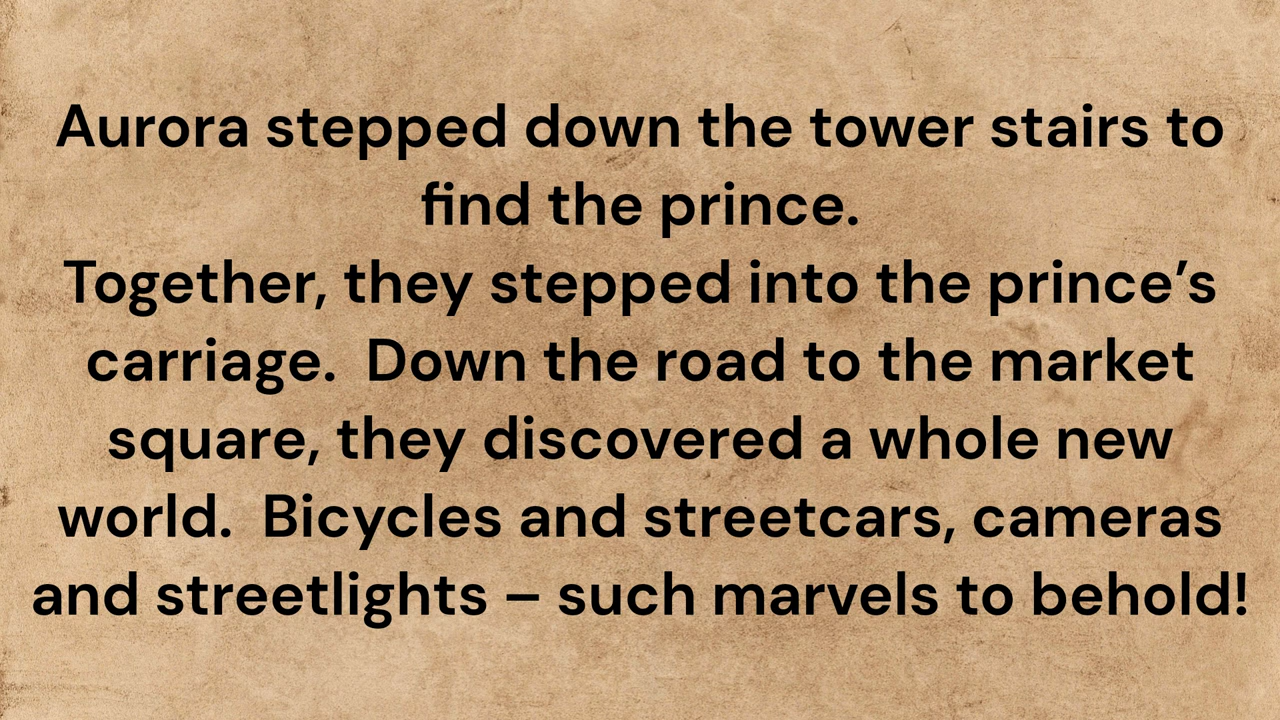 Aurora stepped down the tower stairs to
find the prince.
Together, they stepped into the prince’s
carriage.  Down the road to the market
square, they discovered a whole new
world.  Bicycles and streetcars, cameras
and streetlights – such marvels to behold!